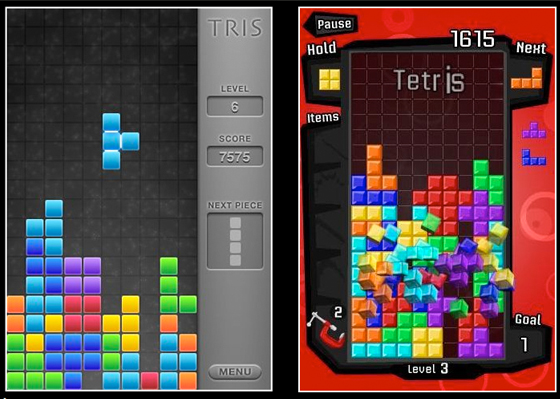 TRIS
LEVEL
6
SCORE
7575
NEXT PIECE
MENU
Pause
1615
Hold
Next
Tetris
Items
2
Goal
1
Level 3